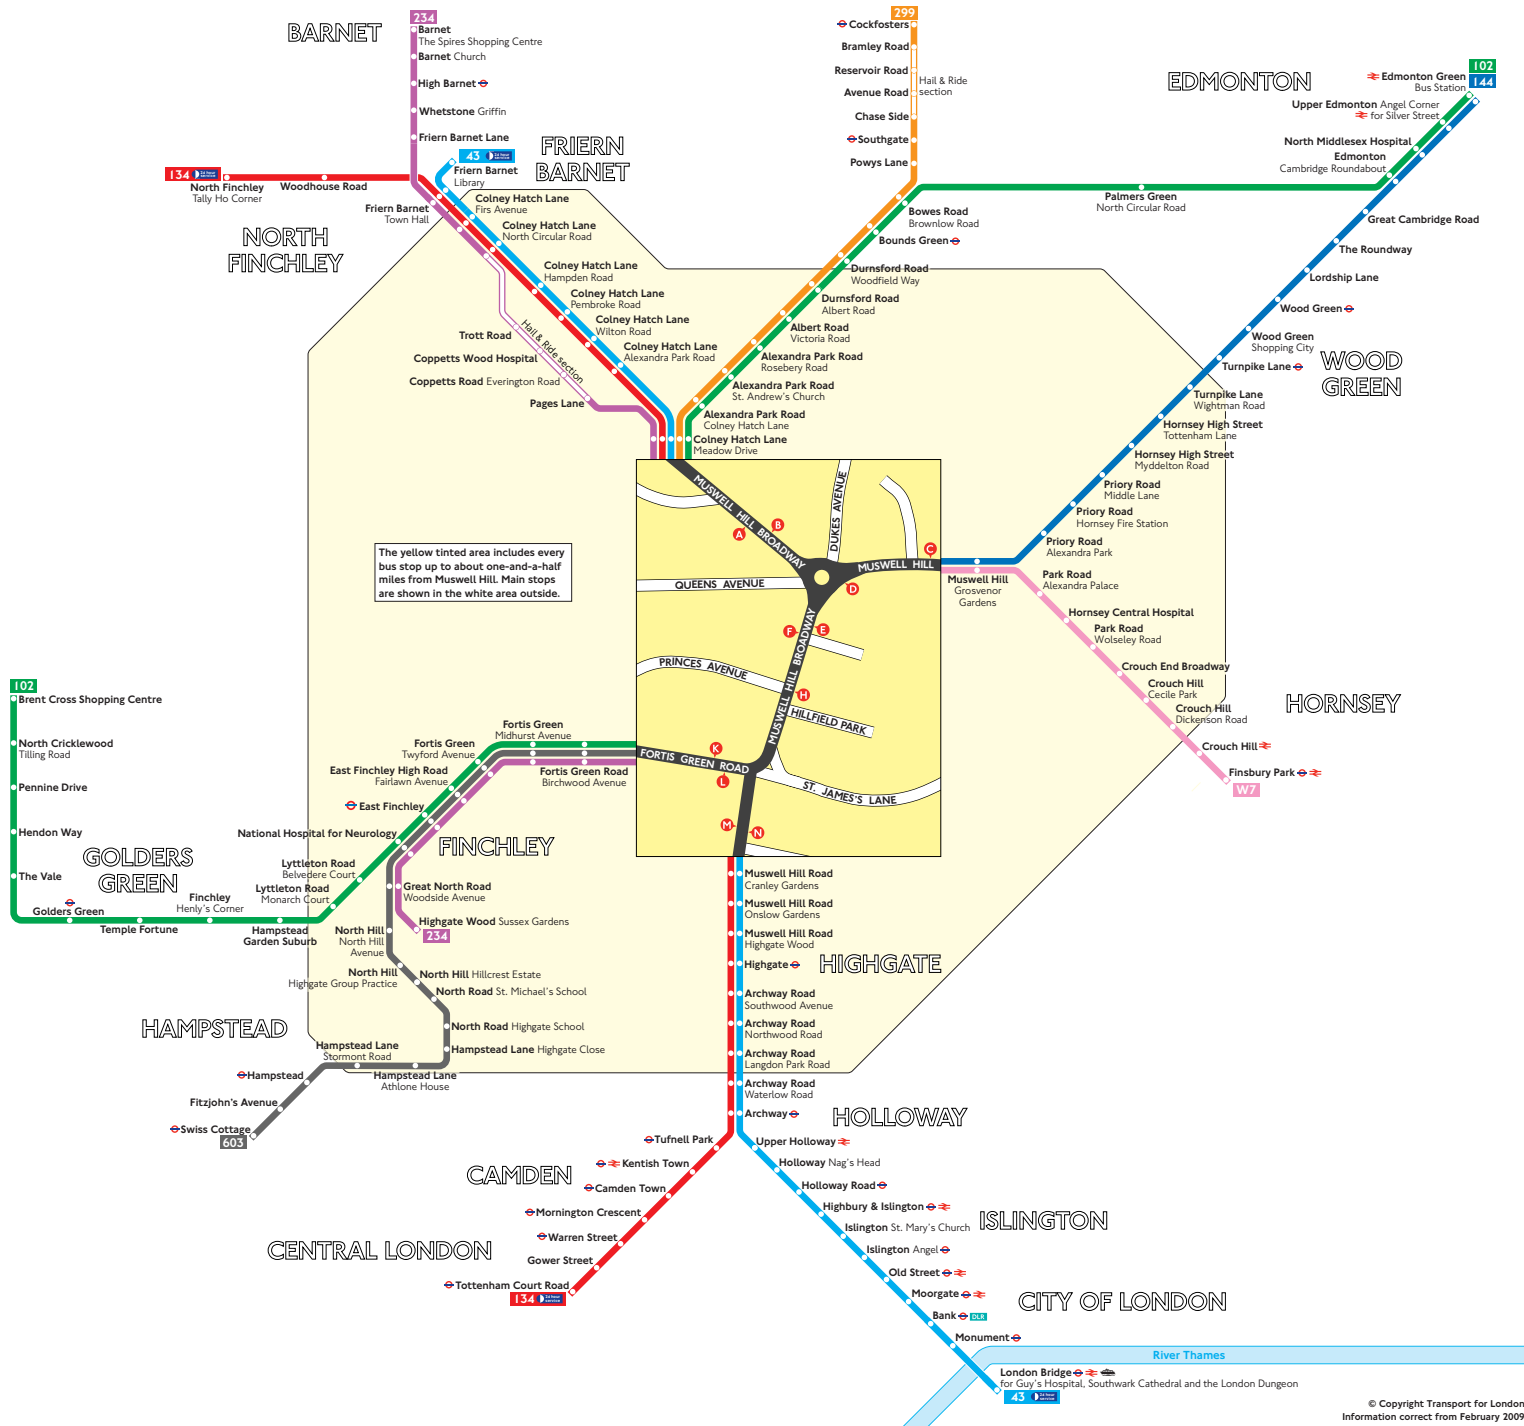 234
BARNET
Barnet
The Spires Shopping Centre
Barnet Church
High Barnet
Whetstone Griffin
Friern Barnet Lane
299
Cockfosters
Bramley Road
Reservoir Road
Avenue Road
Hail & Ride
section
Chase Side
Southgate
Powys Lane
EDMONTON
102
144
Edmonton Green
Bus Station
Upper Edmonton Angel Corner
for Silver Street
North Middlesex Hospital
Edmonton
Cambridge Roundabout
FRIERN
BARNET
43 24 hour
service
Friern Barnet
Library
134 24 hour
service
North Finchley
Tally Ho Corner
Woodhouse Road
Friern Barnet
Town Hall
NORTH
FINCHLEY
Colney Hatch Lane
Firs Avenue
Colney Hatch Lane
North Circular Road
Colney Hatch Lane
Hampden Road
Colney Hatch Lane
Pembroke Road
Colney Hatch Lane
Wilton Road
Colney Hatch Lane
Alexandra Park Road
Trott Road
Hail & Ride section
Coppetts Wood Hospital
Coppetts Road Everington Road
Pages Lane
Palmers Green
North Circular Road
Bowes Road
Brownlow Road
Bounds Green
Durnsford Road
Woodfield Way
Durnsford Road
Albert Road
Albert Road
Victoria Road
Alexandra Park Road
Rosebery Road
Alexandra Park Road
St. Andrew's Church
Alexandra Park Road
Colney Hatch Lane
Colney Hatch Lane
Meadow Drive
Great Cambridge Road
The Roundway
Lordship Lane
Wood Green
Wood Green
Shopping City
WOOD
GREEN
Turnpike Lane
Turnpike Lane
Wightman Road
Hornsey High Street
Tottenham Lane
Hornsey High Street
Myddelton Road
Priory Road
Middle Lane
Priory Road
Hornsey Fire Station
Priory Road
Alexandra Park
The yellow tinted area includes every
bus stop up to about one-and-a-half
miles from Muswell Hill. Main stops
are shown in the white area outside.
MUSWELL HILL BROADWAY
DUKES AVENUE
MUSWELL HILL
QUEENS AVENUE
MUSWELL HILL BROADWAY
PRINCES AVENUE
HILLFIELD PARK
FORTIS GREEN ROAD
ST. JAMES'S LANE
A
B
C
D
E
F
H
K
L
M
N
Muswell Hill
Grosvenor
Gardens
Park Road
Alexandra Palace
Hornsey Central Hospital
Park Road
Wolseley Road
Crouch End Broadway
Crouch Hill
Cecile Park
Crouch Hill
Dickenson Road
HORNSEY
Crouch Hill
Finsbury Park
W7
102
Brent Cross Shopping Centre
North Cricklewood
Tilling Road
Pennine Drive
Hendon Way
The Vale
GOLDERS
GREEN
Golders Green
Temple Fortune
Finchley
Henly's Corner
Hampstead
Garden Suburb
Lyttleton Road
Monarch Court
Lyttleton Road
Belvedere Court
National Hospital for Neurology
East Finchley
East Finchley High Road
Fairlawn Avenue
Fortis Green
Twyford Avenue
Fortis Green
Midhurst Avenue
Fortis Green Road
Birchwood Avenue
FINCHLEY
Great North Road
Woodside Avenue
Highgate Wood Sussex Gardens
234
North Hill
North Hill
Avenue
North Hill
Highgate Group Practice
North Hill Hillcrest Estate
North Road St. Michael's School
North Road Highgate School
Hampstead Lane Highgate Close
Hampstead Lane
Athlone House
Hampstead Lane
Stormont Road
HAMPSTEAD
Hampstead
Fitzjohn's Avenue
Swiss Cottage
603
Muswell Hill Road
Cranley Gardens
Muswell Hill Road
Onslow Gardens
Muswell Hill Road
Highgate Wood
Highgate
HIGHGATE
Archway Road
Southwood Avenue
Archway Road
Northwood Road
Archway Road
Langdon Park Road
Archway Road
Waterlow Road
Archway
HOLLOWAY
Tufnell Park
Kentish Town
CAMDEN
Camden Town
Mornington Crescent
Warren Street
CENTRAL LONDON
Gower Street
Tottenham Court Road
134 24 hour
service
Upper Holloway
Holloway Nag's Head
Holloway Road
Highbury & Islington
Islington St. Mary's Church
ISLINGTON
Islington Angel
Old Street
Moorgate
CITY OF LONDON
Bank DLR
Monument
River Thames
London Bridge
for Guy's Hospital, Southwark Cathedral and the London Dungeon
43 24 hour
service
© Copyright Transport for London
Information correct from February 2009